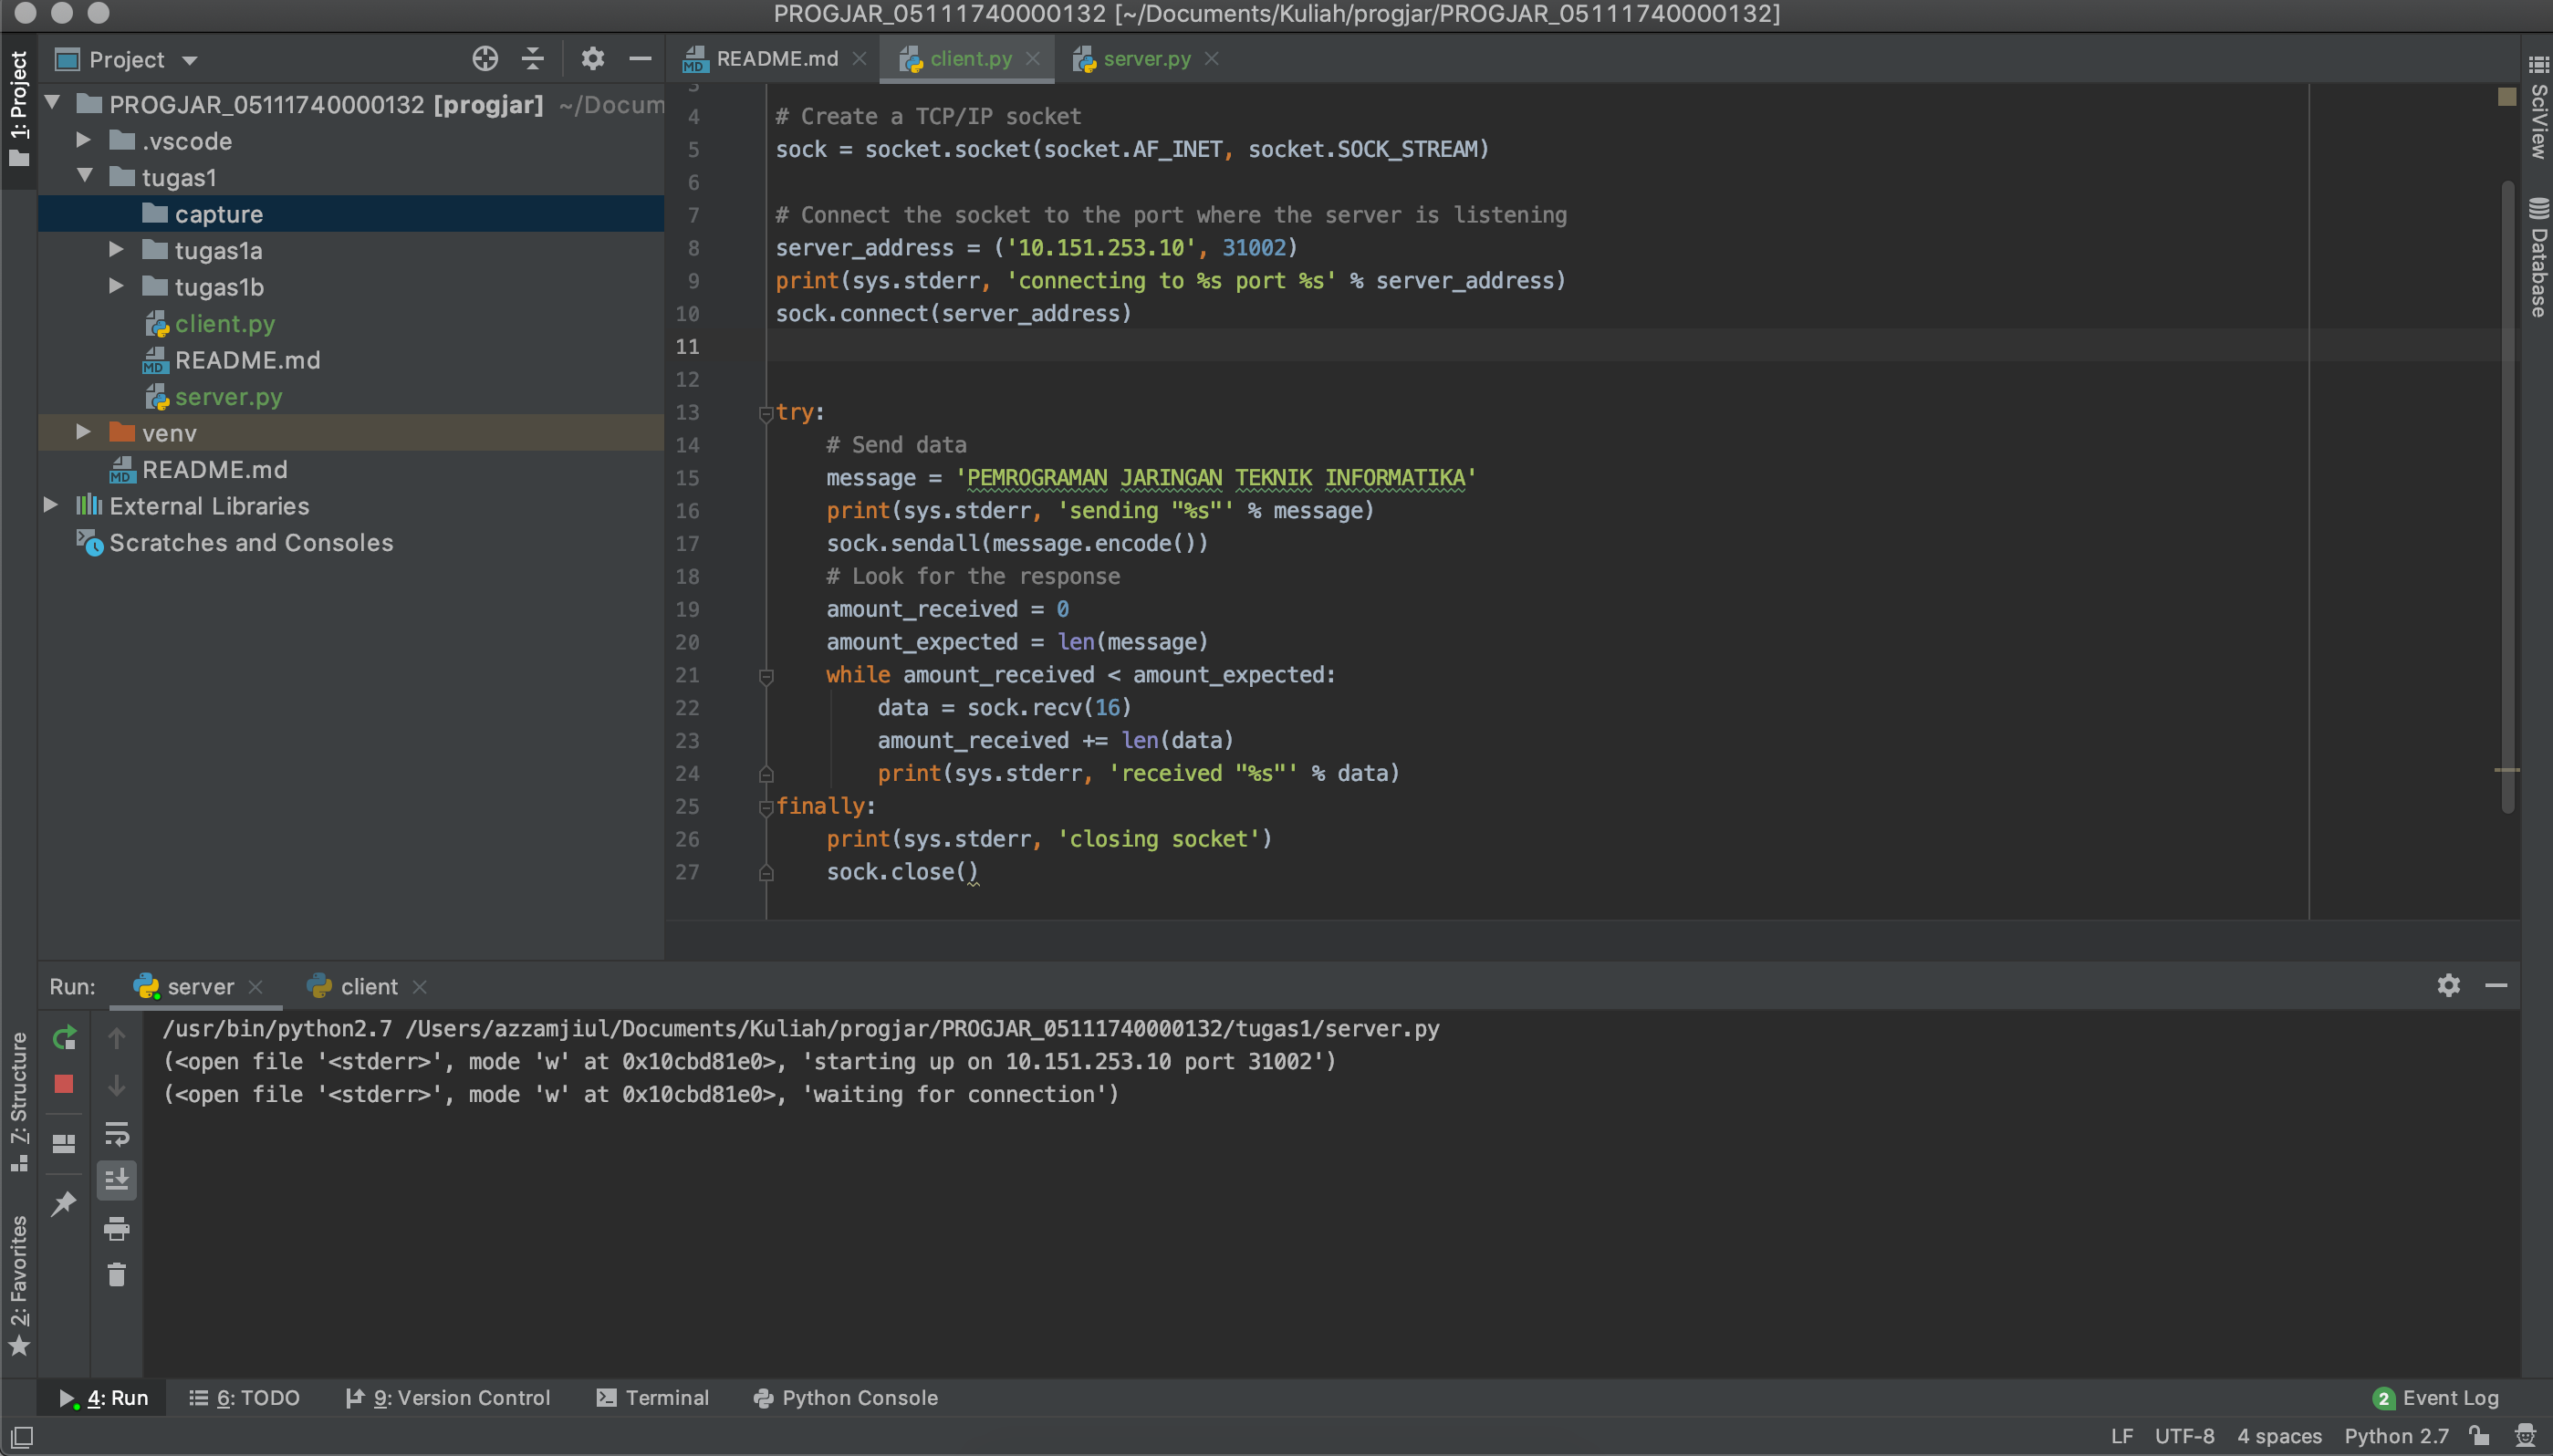 PROGJAR_05111740000132 [~/Documents/Kuliah/progjar/PROGJAR_05111740000132]
1: Project
Project
README.md
client.py
server.py
PROGJAR_05111740000132 [progjar] ~/Docum
.vscode
tugas1
capture
tugas1a
tugas1b
client.py
README.md
server.py
venv
README.md
External Libraries
Scratches and Consoles
3
4 # Create a TCP/IP socket
5 sock = socket.socket(socket.AF_INET, socket.SOCK_STREAM)
6
7 # Connect the socket to the port where the server is listening
8 server_address = ('10.151.253.10', 31002)
9 print(sys.stderr, 'connecting to %s port %s' % server_address)
10 sock.connect(server_address)
11
12
13 try:
14 # Send data
15 message = 'PEMROGRAMAN JARINGAN TEKNIK INFORMATIKA'
16 print(sys.stderr, 'sending "%s"' % message)
17 sock.sendall(message.encode())
18 # Look for the response
19 amount_received = 0
20 amount_expected = len(message)
21 while amount_received < amount_expected:
22 data = sock.recv(16)
23 amount_received += len(data)
24 print(sys.stderr, 'received "%s"' % data)
25 finally:
26 print(sys.stderr, 'closing socket')
27 sock.close()
SciView
Database
Run:
server
client
/usr/bin/python2.7 /Users/azzamjiul/Documents/Kuliah/progjar/PROGJAR_05111740000132/tugas1/server.py
(<open file '<stderr>', mode 'w' at 0x10cbd81e0>, 'starting up on 10.151.253.10 port 31002')
(<open file '<stderr>', mode 'w' at 0x10cbd81e0>, 'waiting for connection')
7: Structure
2: Favorites
4: Run
6: TODO
9: Version Control
Terminal
Python Console
2 Event Log
LF UTF-8 4 spaces Python 2.7